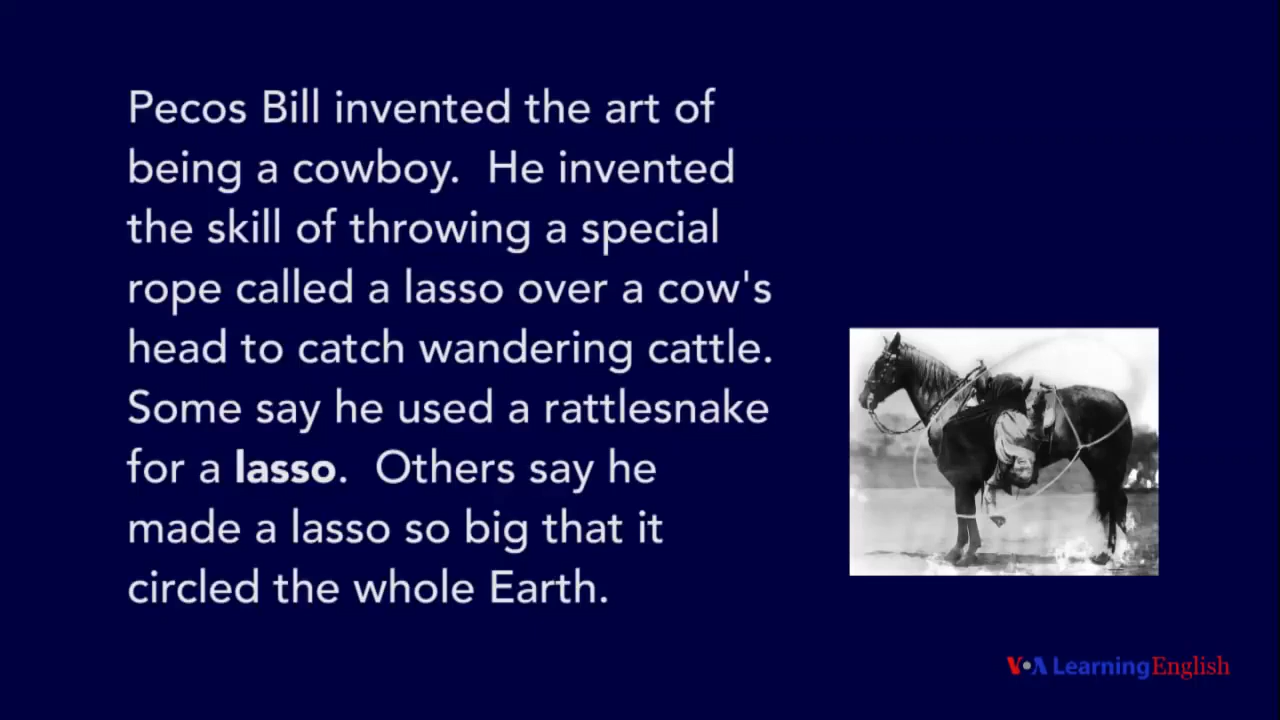 Pecos Bill invented the art of
being a cowboy.  He invented
the skill of throwing a special
rope called a lasso over a cow's
head to catch wandering cattle.
Some say he used a rattlesnake
for a lasso.  Others say he
made a lasso so big that it
circled the whole Earth.
VOA Learning English